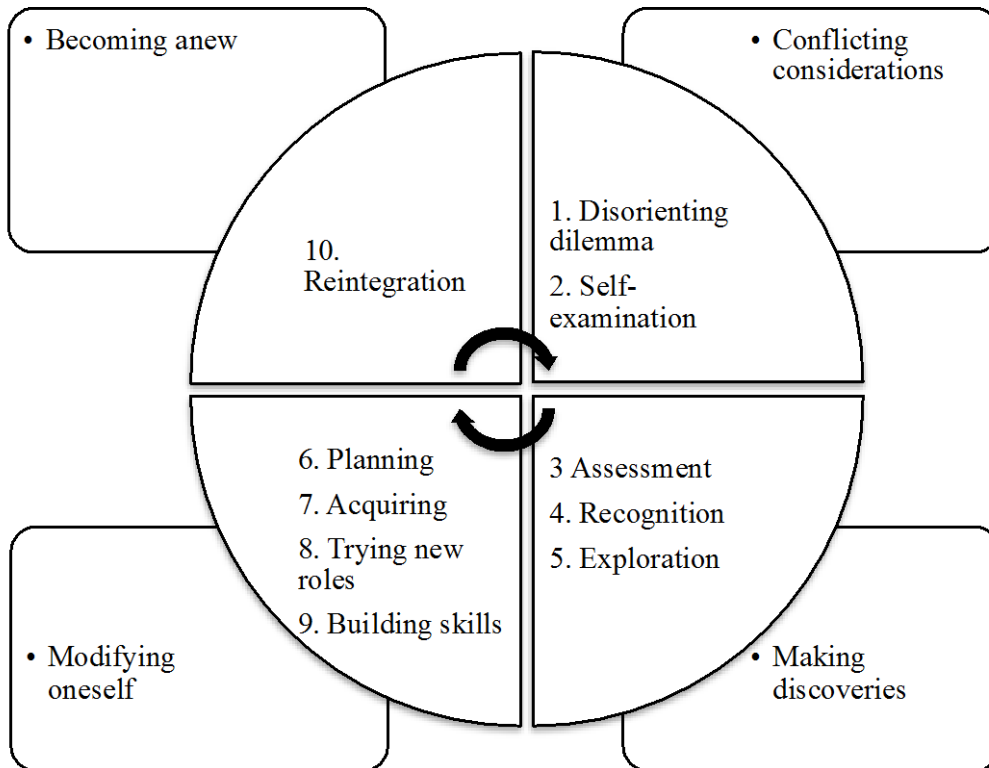 • Becoming anew
• Conflicting
considerations
1. Disorienting
dilemma
2. Self-
examination
10.
Reintegration
3 Assessment
4. Recognition
5. Exploration
6. Planning
7. Acquiring
8. Trying new
roles
9. Building skills
• Modifying
oneself
• Making
discoveries